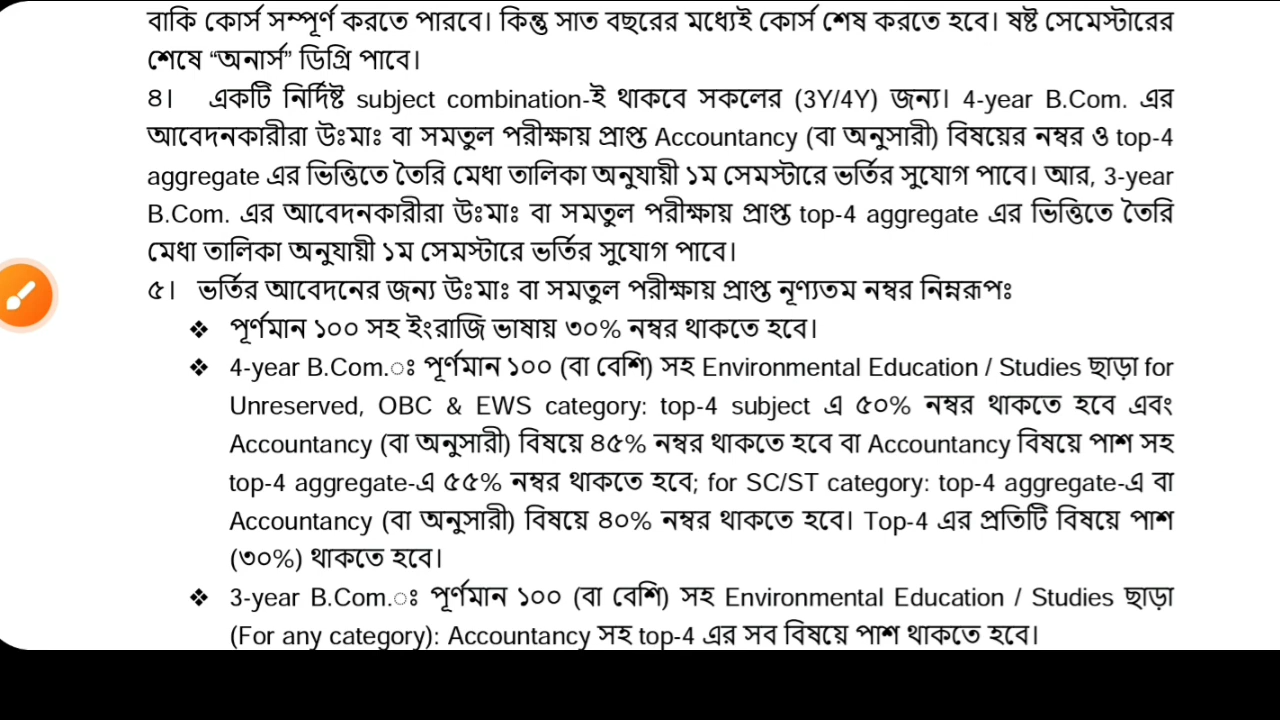 বাকি কোর্স সম্পূর্ণ করতে পারবে। কিন্তু সাত বছরের মধ্যেই কোর্স শেষ করতে হবে। ষষ্ট সেমেস্টারের
শেষে “অনার্স” ডিগ্রি পাবে।
৪। একটি নির্দিষ্ট subject combination-ই থাকবে সকলের (3Y/4Y) জন্য। 4-year B.Com. এর
আবেদনকারীরা উঃমাঃ বা সমতুল পরীক্ষায় প্রাপ্ত Accountancy (বা অনুসারী) বিষয়ের নম্বর ও top-4
aggregate এর ভিত্তিতে তৈরি মেধা তালিকা অনুযায়ী ১ম সেমস্টারে ভর্তির সুযোগ পাবে। আর, 3-year
B.Com. এর আবেদনকারীরা উঃমাঃ বা সমতুল পরীক্ষায় প্রাপ্ত top-4 aggregate এর ভিত্তিতে তৈরি
মেধা তালিকা অনুযায়ী ১ম সেমস্টারে ভর্তির সুযোগ পাবে।
৫। ভর্তির আবেদনের জন্য উঃমাঃ বা সমতুল পরীক্ষায় প্রাপ্ত নূণ্যতম নম্বর নিম্নরূপঃ
❖ পূর্ণমান ১০০ সহ ইংরাজি ভাষায় ৩০% নম্বর থাকতে হবে।
❖ 4-year B.Com.ঃ পূর্ণমান ১০০ (বা বেশি) সহ Environmental Education / Studies ছাড়া for
Unreserved, OBC & EWS category: top-4 subject এ ৫০% নম্বর থাকতে হবে এবং
Accountancy (বা অনুসারী) বিষয়ে ৪৫% নম্বর থাকতে হবে বা Accountancy বিষয়ে পাশ সহ
top-4 aggregate-এ ৫৫% নম্বর থাকতে হবে; for SC/ST category: top-4 aggregate-এ বা
Accountancy (বা অনুসারী) বিষয়ে ৪০% নম্বর থাকতে হবে। Top-4 এর প্রতিটি বিষয়ে পাশ
(৩০%) থাকতে হবে।
❖ 3-year B.Com.ঃ পূর্ণমান ১০০ (বা বেশি) সহ Environmental Education / Studies ছাড়া
(For any category): Accountancy সহ top-4 এর সব বিষয়ে পাশ থাকতে হবে।